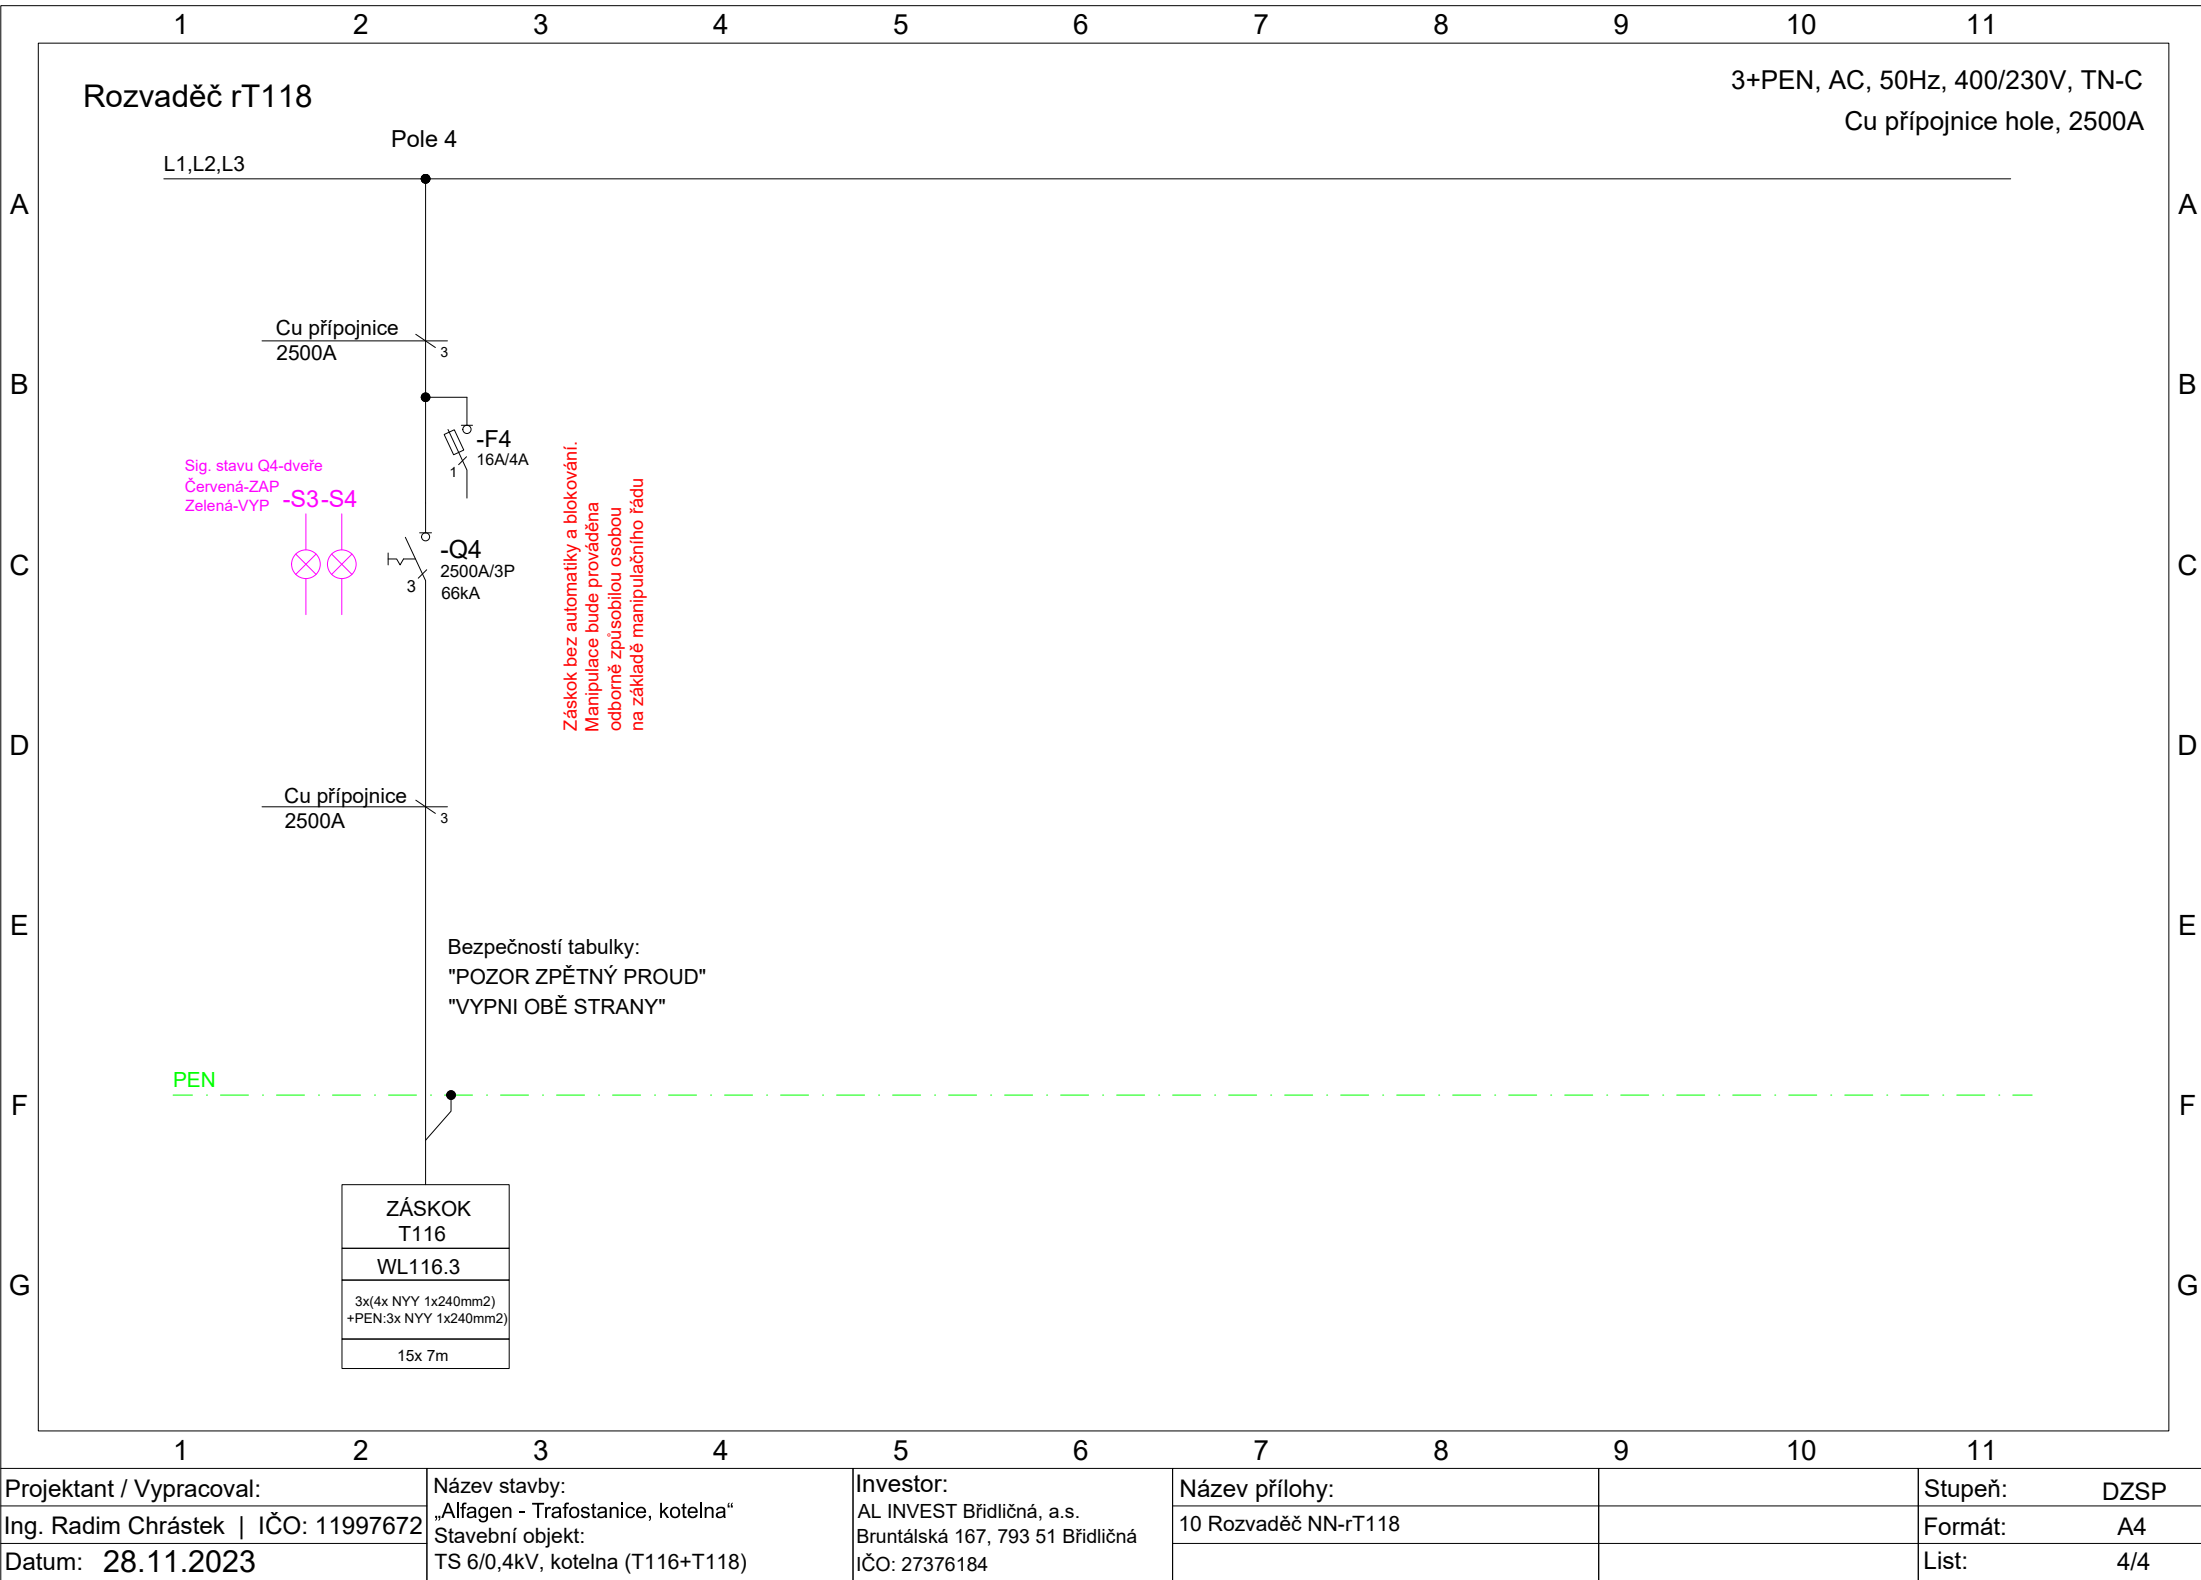 1 2 3 4 5 6 7 8 9 10 11
Rozvaděč rT118
3+PEN, AC, 50Hz, 400/230V, TN-C
Cu přípojnice hole, 2500A
Pole 4
L1,L2,L3
A A
Cu přípojnice
2500A
3
B B
-F4
16A/4A
1
Sig. stavu Q4-dveře
Červená-ZAP
Zelená-VYP
-S3 -S4
-Q4
2500A/3P
66kA
3
C C
Záskok bez automatiky a blokování.
Manipulace bude prováděna
odborně způsobilou osobou
na základě manipulačního řádu
D D
Cu přípojnice
2500A
3
E E
Bezpečností tabulky:
"POZOR ZPĚTNÝ PROUD"
"VYPNI OBĚ STRANY"
PEN
F F
ZÁSKOK
T116
WL116.3
G G
3x(4x NYY 1x240mm2)
+PEN:3x NYY 1x240mm2)
15x 7m
1 2 3 4 5 6 7 8 9 10 11
Projektant / Vypracoval:
Ing. Radim Chrástek | IČO: 11997672
Datum: 28.11.2023
Název stavby:
„Alfagen - Trafostanice, kotelna“
Stavební objekt:
TS 6/0,4kV, kotelna (T116+T118)
Investor:
AL INVEST Břidličná, a.s.
Bruntálská 167, 793 51 Břidličná
IČO: 27376184
Název přílohy:
10 Rozvaděč NN-rT118
Stupeň: DZSP
Formát: A4
List: 4/4